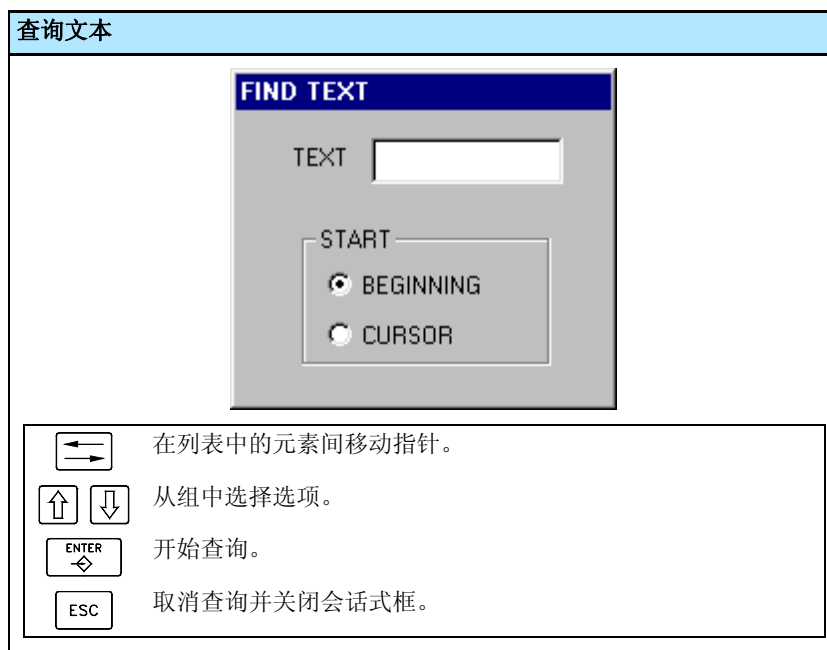 查询文本
FIND TEXT
TEXT
START
BEGINNING
CURSOR
在列表中的元素间移动指针。
从组中选择选项。
ENTER 开始查询。
ESC 取消查询并关闭会话式框。